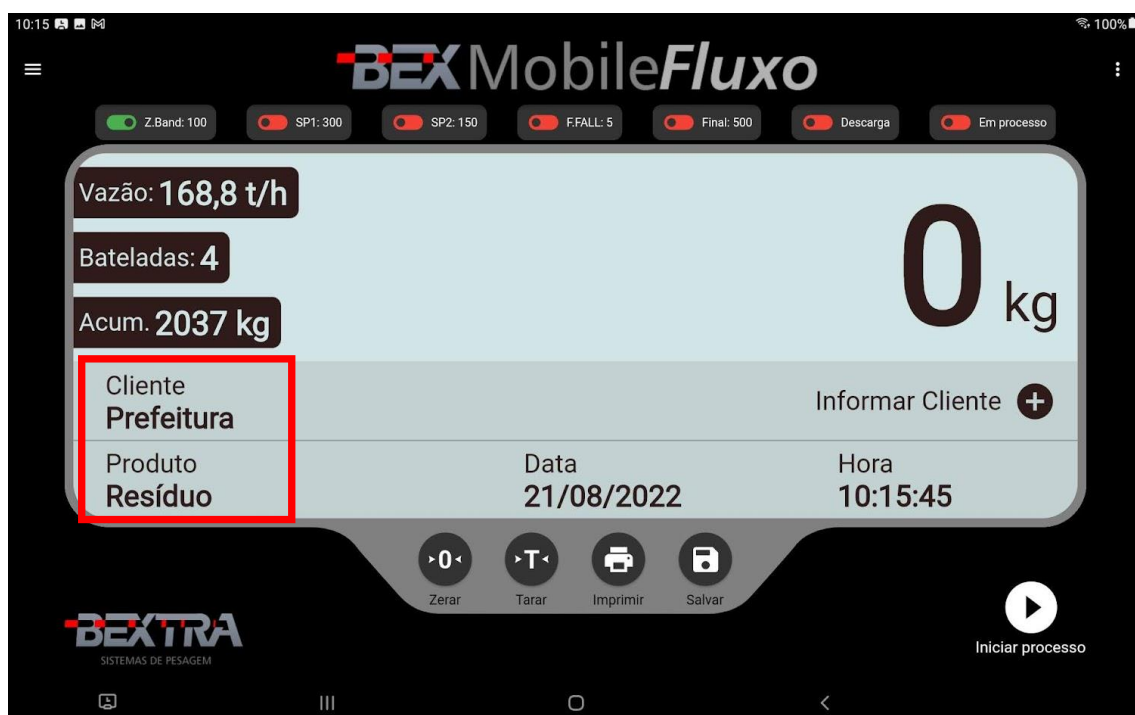 10:15 100%
BEX MobileFluxo
Z.Band: 100 SP1: 300 SP2: 150 F.FALL: 5 Final: 500 Descarga Em processo
Vazão: 168,8 t/h
Bateladas: 4
0 kg
Acum. 2037 kg
Cliente
Prefeitura
Informar Cliente +
Produto Data Hora
Resíduo 21/08/2022 10:15:45
0 T
Zerar Tarar Imprimir Salvar
BEXTRA
SISTEMAS DE PESAGEM
Iniciar processo